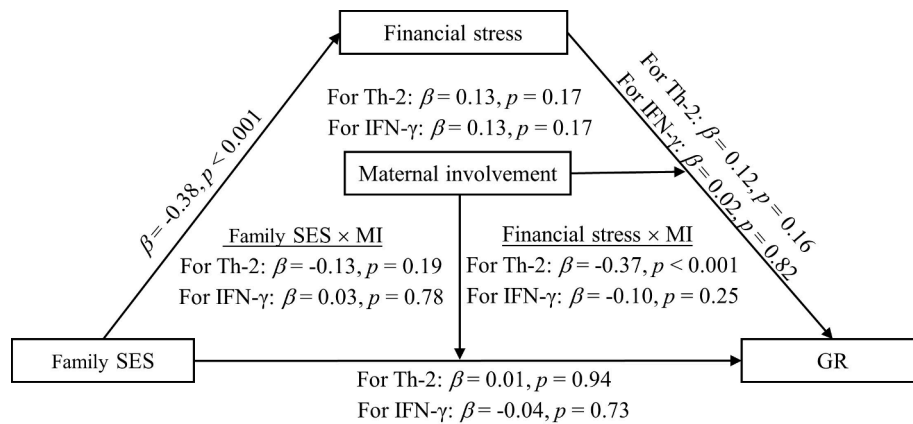 Financial stress
For Th-2: β = 0.13, p = 0.17
For IFN-γ: β = 0.13, p = 0.17
β = -0.38, p < 0.001
For Th-2: β = 0.12, p = 0.16
For IFN-γ: β = 0.02, p = 0.82
Maternal involvement
Family SES × MI
For Th-2: β = -0.13, p = 0.19
For IFN-γ: β = 0.03, p = 0.78
Financial stress × MI
For Th-2: β = -0.37, p < 0.001
For IFN-γ: β = -0.10, p = 0.25
Family SES
GR
For Th-2: β = 0.01, p = 0.94
For IFN-γ: β = -0.04, p = 0.73